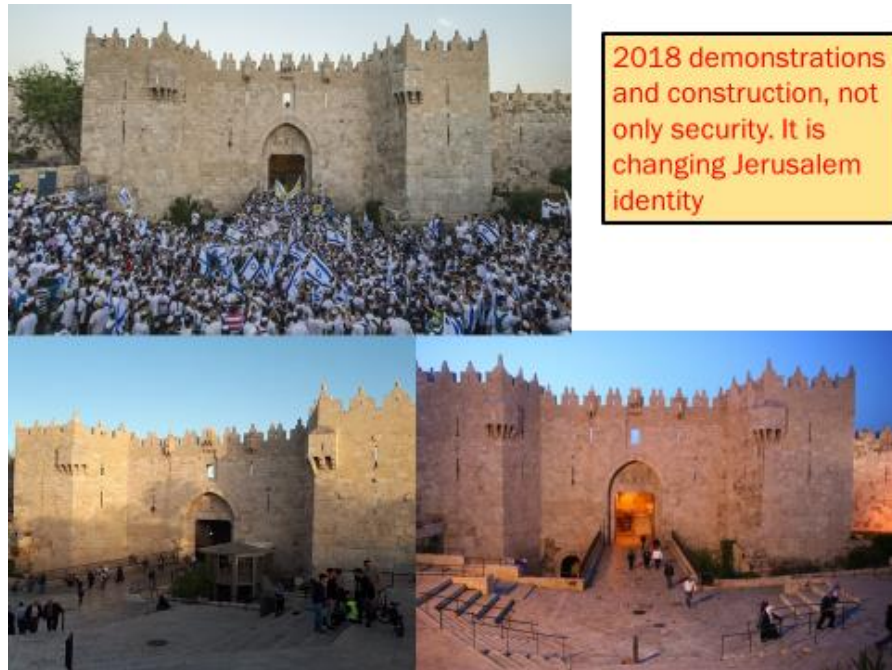 2018 demonstrations
and construction, not
only security. It is
changing Jerusalem
identity